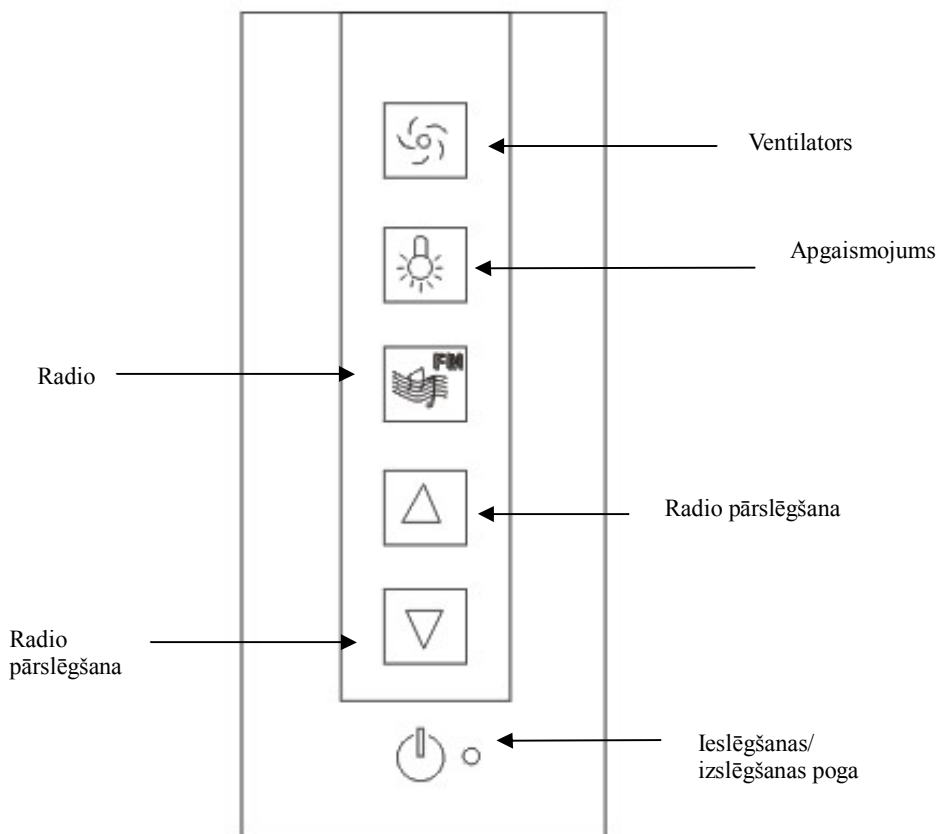 Ventilators
Apgaismojums
FM
Radio
Radio pārslēgšana
Radio
pārslēgšana
Ieslēgšanas/
izslēgšanas poga